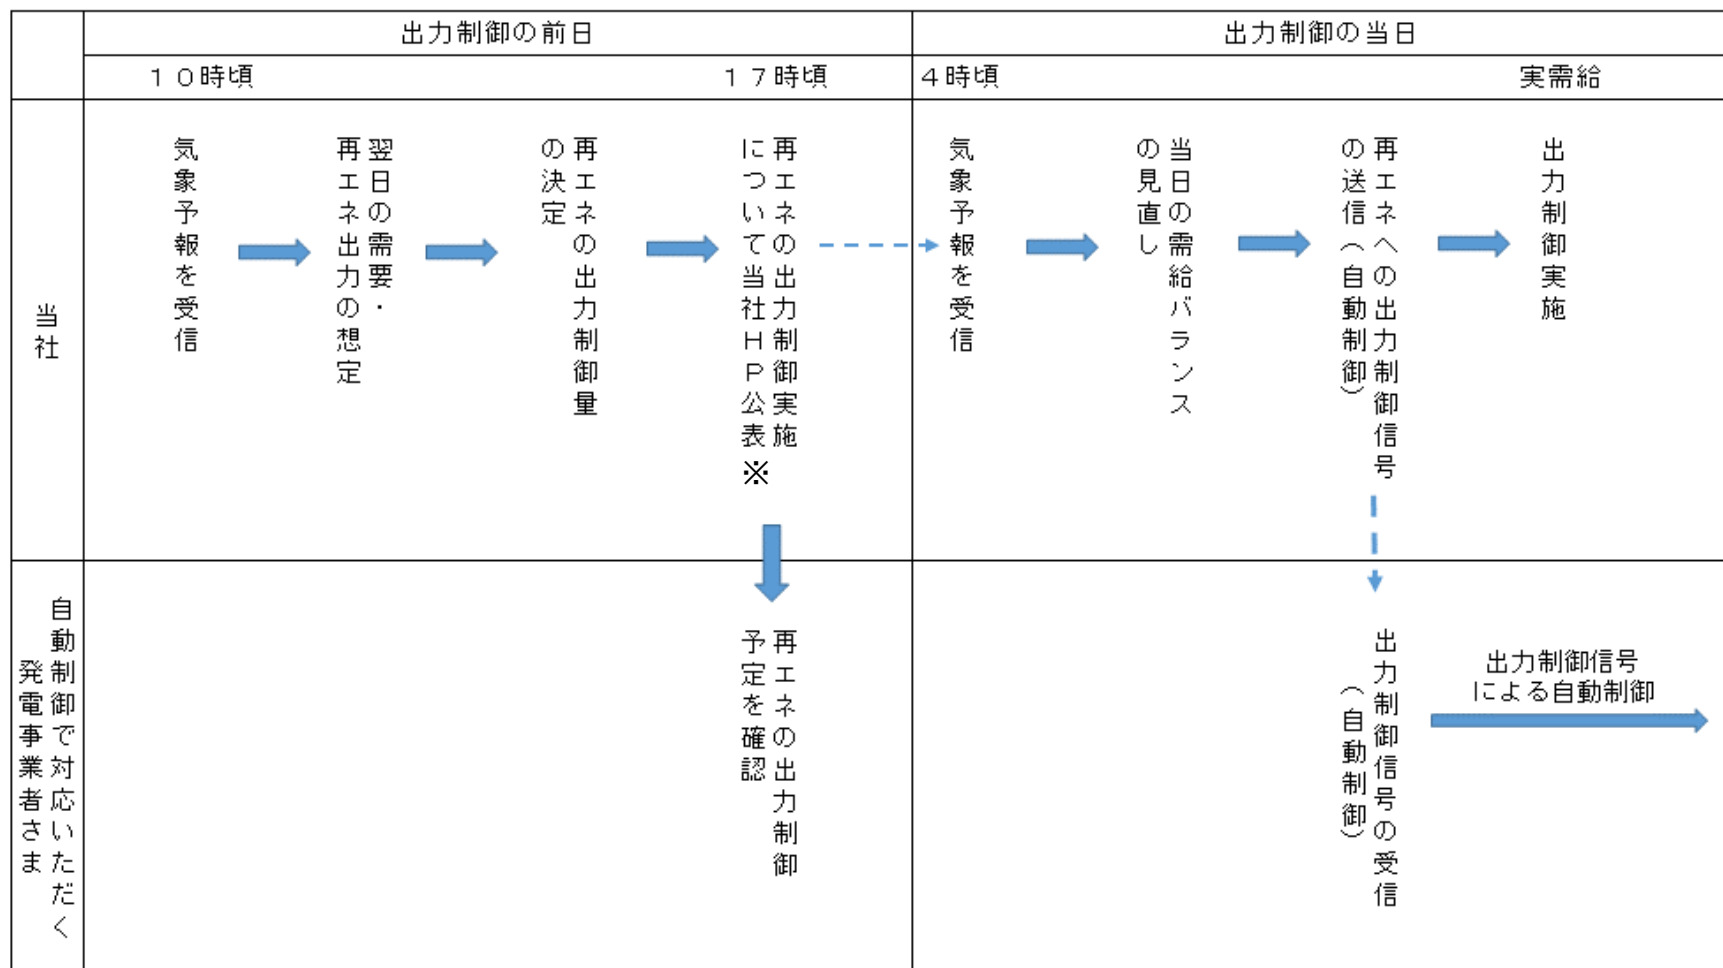 出力制御の前日
出力制御の当日
１０時頃
１７時頃
４時頃
実需給
当社
気象予報を受信
翌日の需要・
再エネ出力の想定
再エネの出力制御量
の決定
再エネの出力制御実施
について当社ＨＰ公表※
気象予報を受信
当日の需給バランス
の見直し
再エネへの出力制御信号
の送信（自動制御）
出力制御実施
自動制御で対応いただく
発電事業者さま
再エネの出力制御
予定を確認
出力制御信号の受信
（自動制御）
出力制御信号
による自動制御